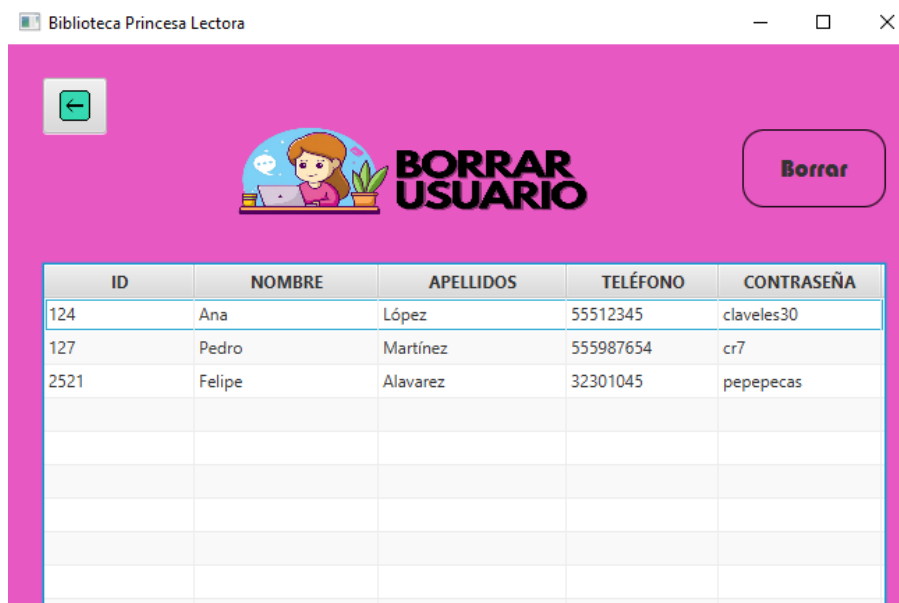 Biblioteca Princesa Lectora
BORRAR
USUARIO
Borrar
ID NOMBRE APELLIDOS TELÉFONO CONTRASEÑA
124 Ana López 55512345 claveles30
127 Pedro Martínez 555987654 cr7
2521 Felipe Alavarez 32301045 pepepecas